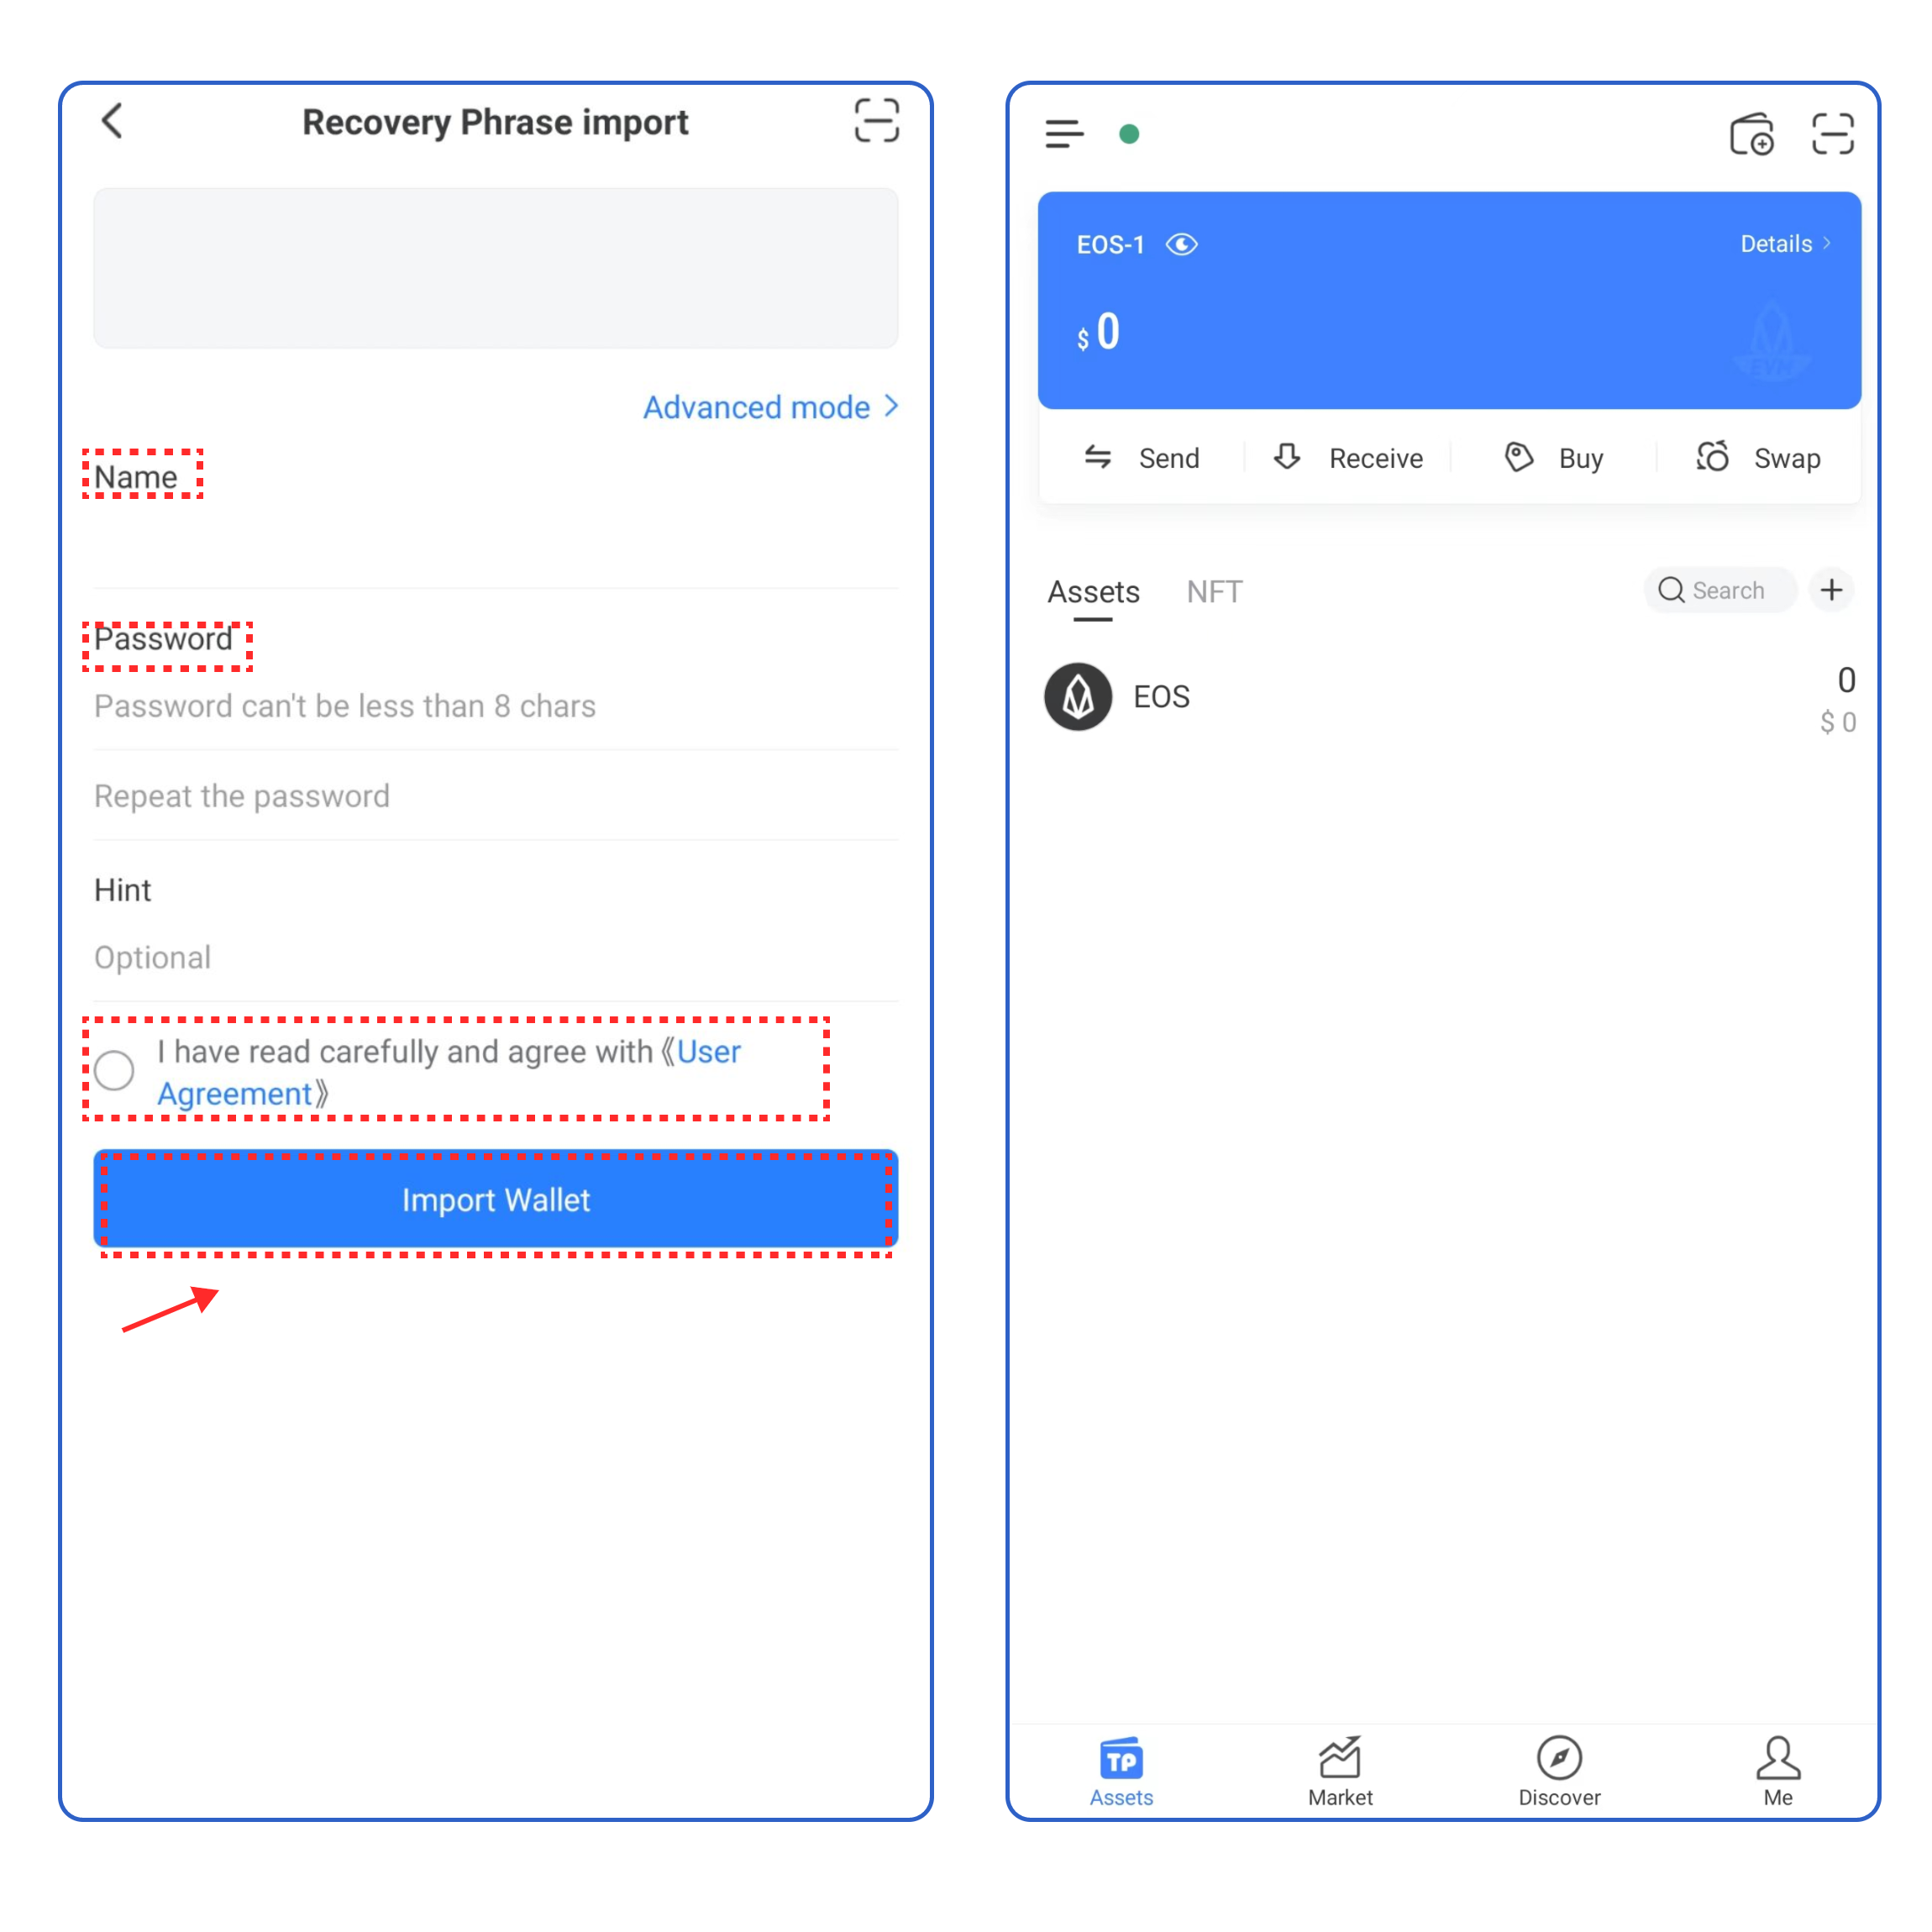 Recovery Phrase import
Advanced mode
Name
Password
Password can't be less than 8 chars
Repeat the password
Hint
Optional
I have read carefully and agree with《User
Agreement》
Import Wallet
EOS-1
Details
$ 0
EVM
Send Receive Buy Swap
Assets NFT Search
EOS
0
$ 0
TP
Assets Market Discover Me